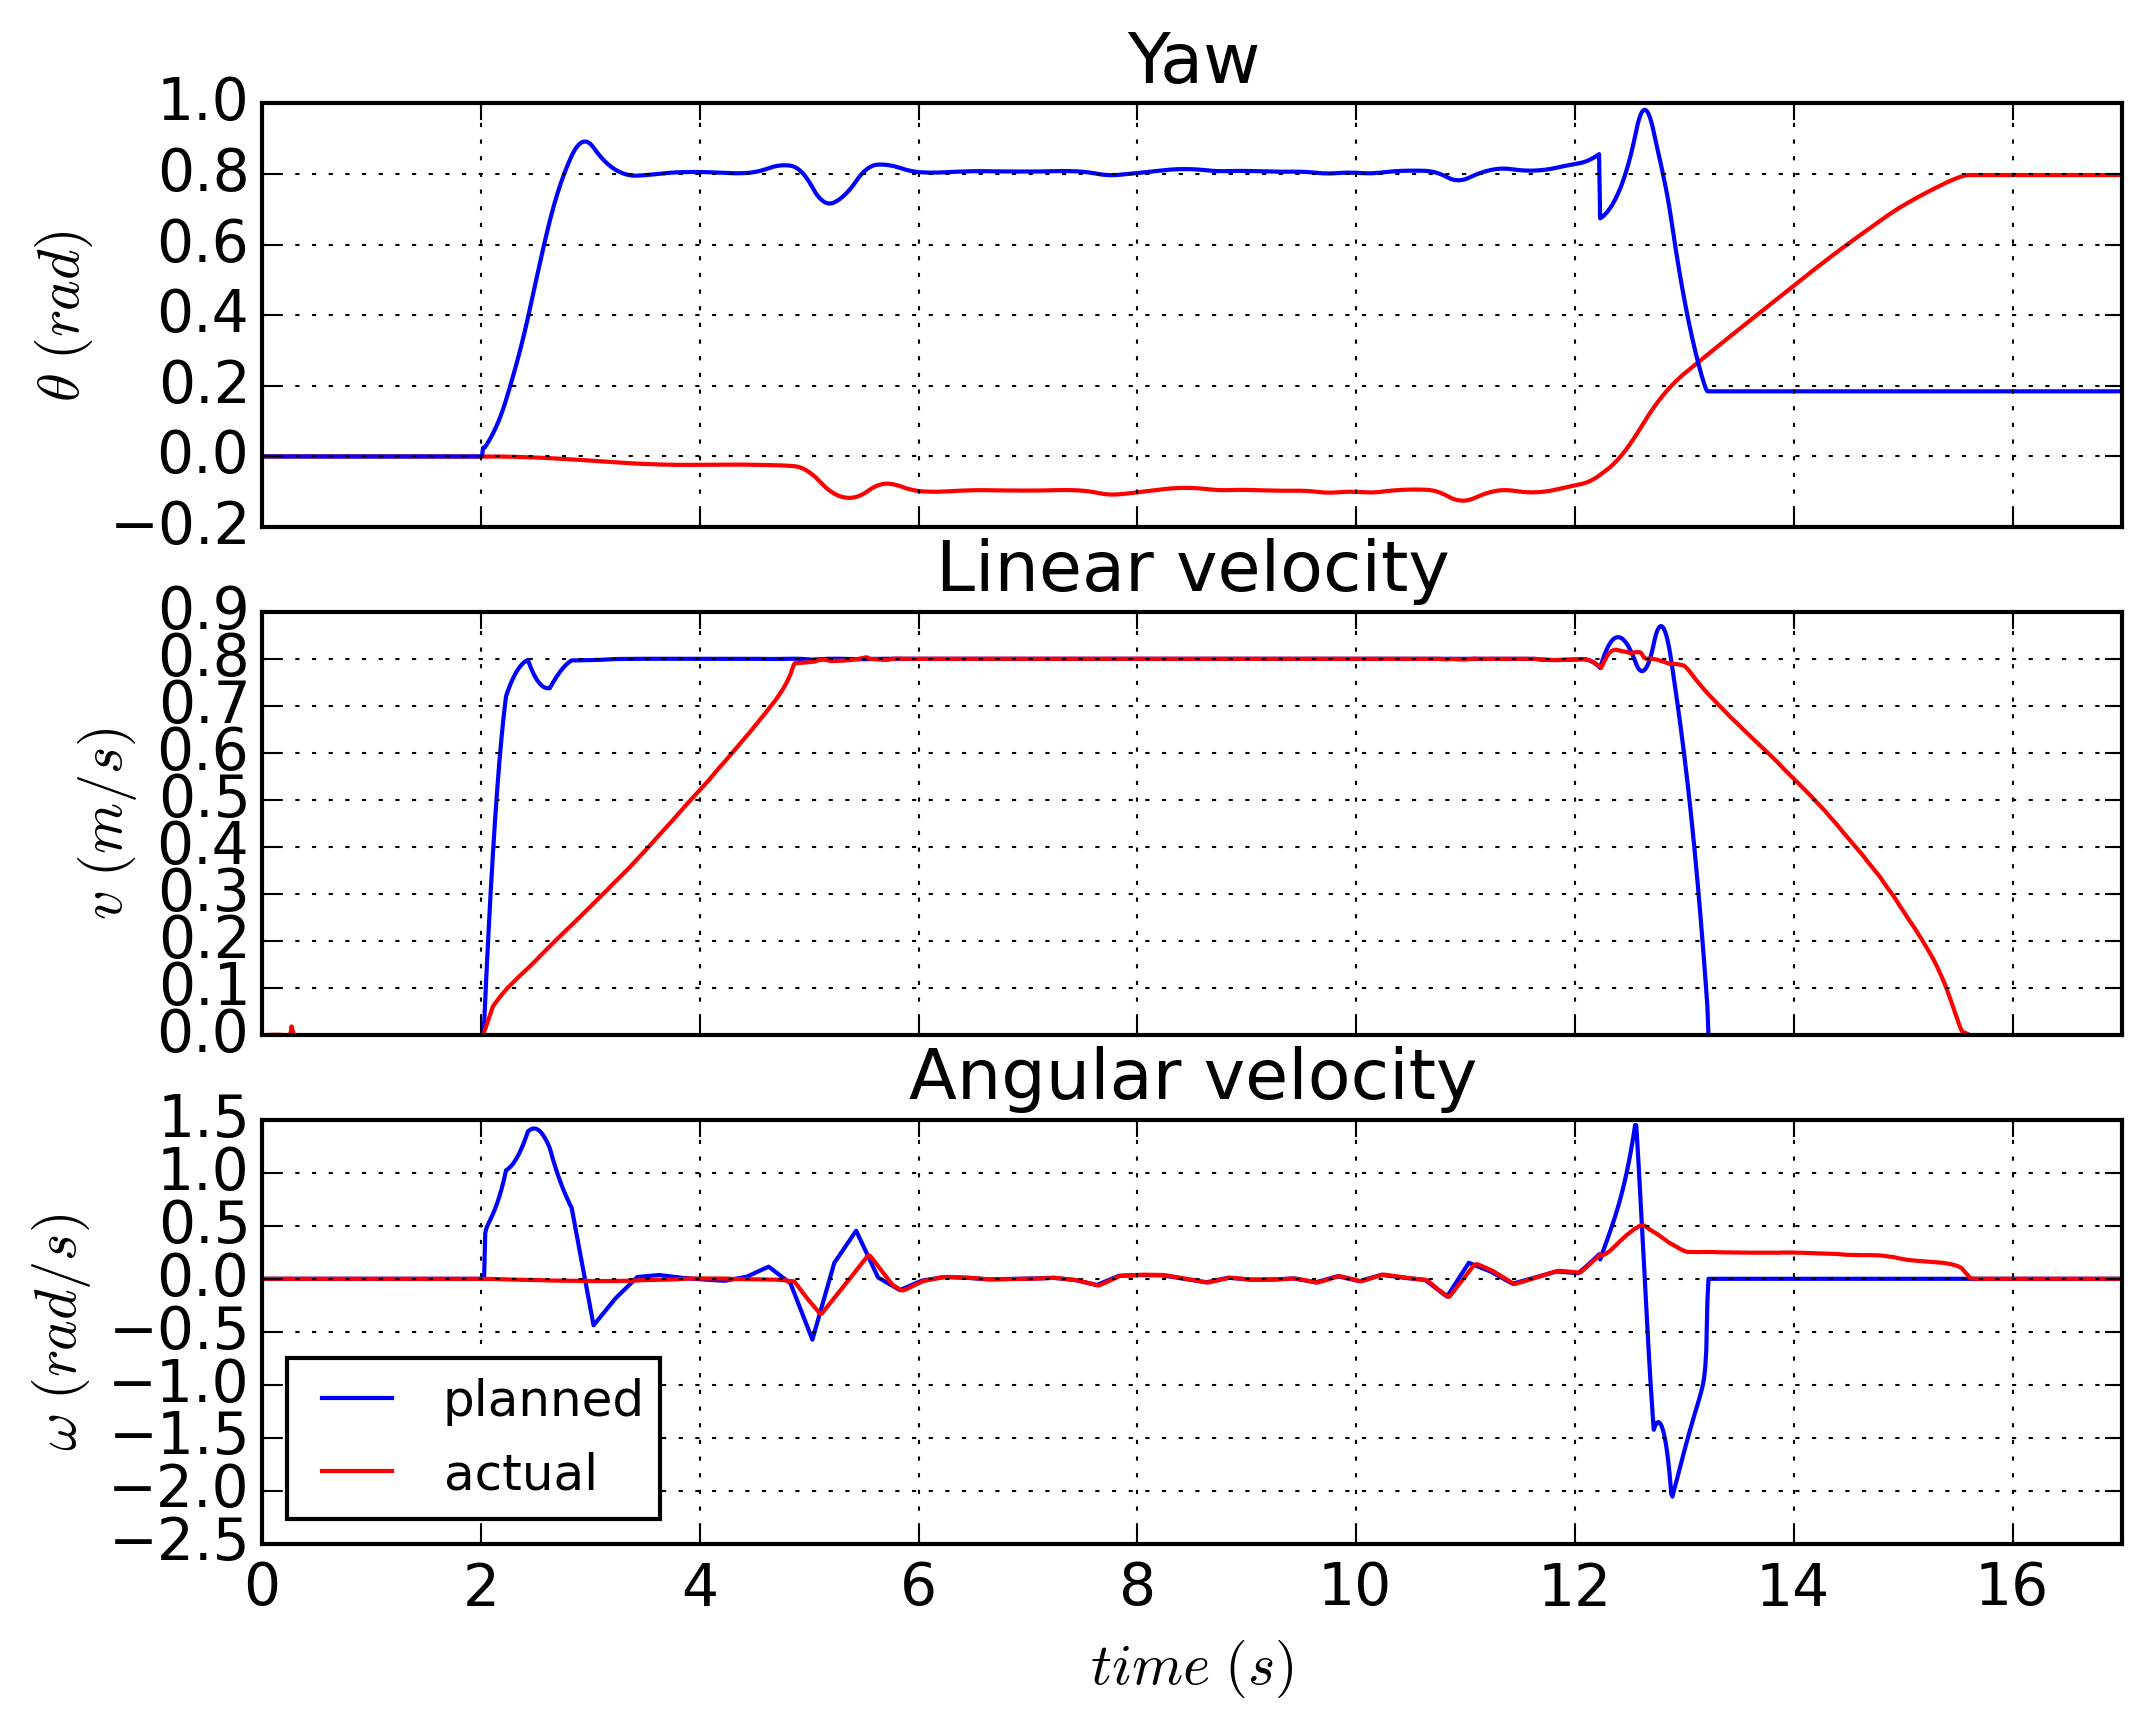 Yaw
1.0
0.8
0.6
0.4
0.2
0.0
−0.2
θ (rad)
Linear velocity
0.9
0.8
0.7
0.6
0.5
0.4
0.3
0.2
0.1
0.0
v (m/s)
Angular velocity
1.5
1.0
0.5
0.0
−0.5
−1.0
−1.5
−2.0
−2.5
ω (rad/s)
planned
actual
0 2 4 6 8 10 12 14 16
time (s)